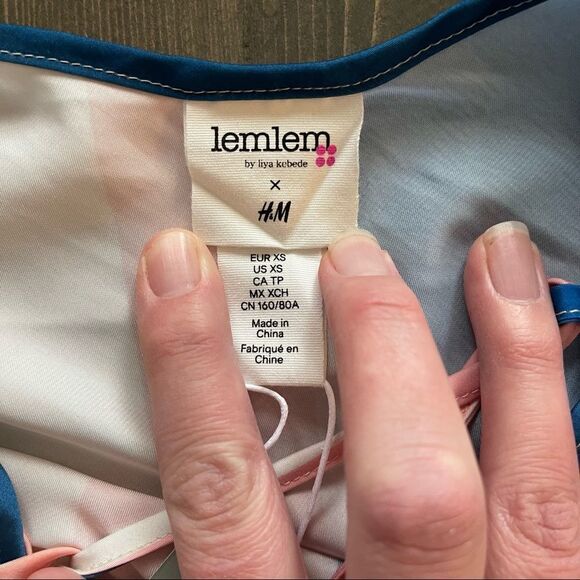 lemlem
by liya kebede
×
H&M
EUR XS
US XS
CA TP
MX XCH
CN 160/80A
Made in
China
Fabriqué en
Chine